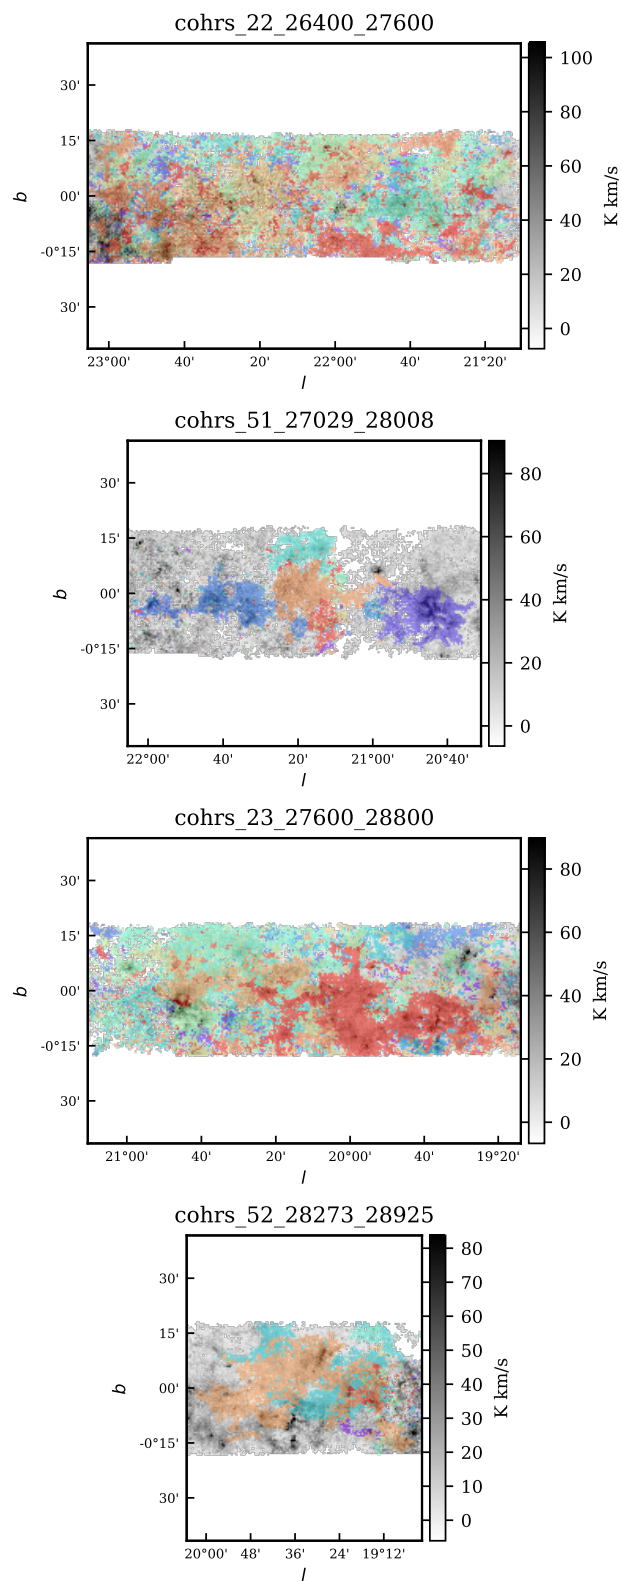 cohrs_22_26400_27600
30'
15'
00'
-0°15'
30'
b
23°00' 40' 20' 22°00' 40' 21°20'
l
100
80
60
40
20
0
K km/s
cohrs_51_27029_28008
30'
15'
00'
-0°15'
30'
b
22°00' 40' 20' 21°00' 20°40'
l
80
60
40
20
0
K km/s
cohrs_23_27600_28800
30'
15'
00'
-0°15'
30'
b
21°00' 40' 20' 20°00' 40' 19°20'
l
80
60
40
20
0
K km/s
cohrs_52_28273_28925
30'
15'
00'
-0°15'
30'
b
20°00' 48' 36' 24' 19°12'
l
80
70
60
50
40
30
20
10
0
K km/s